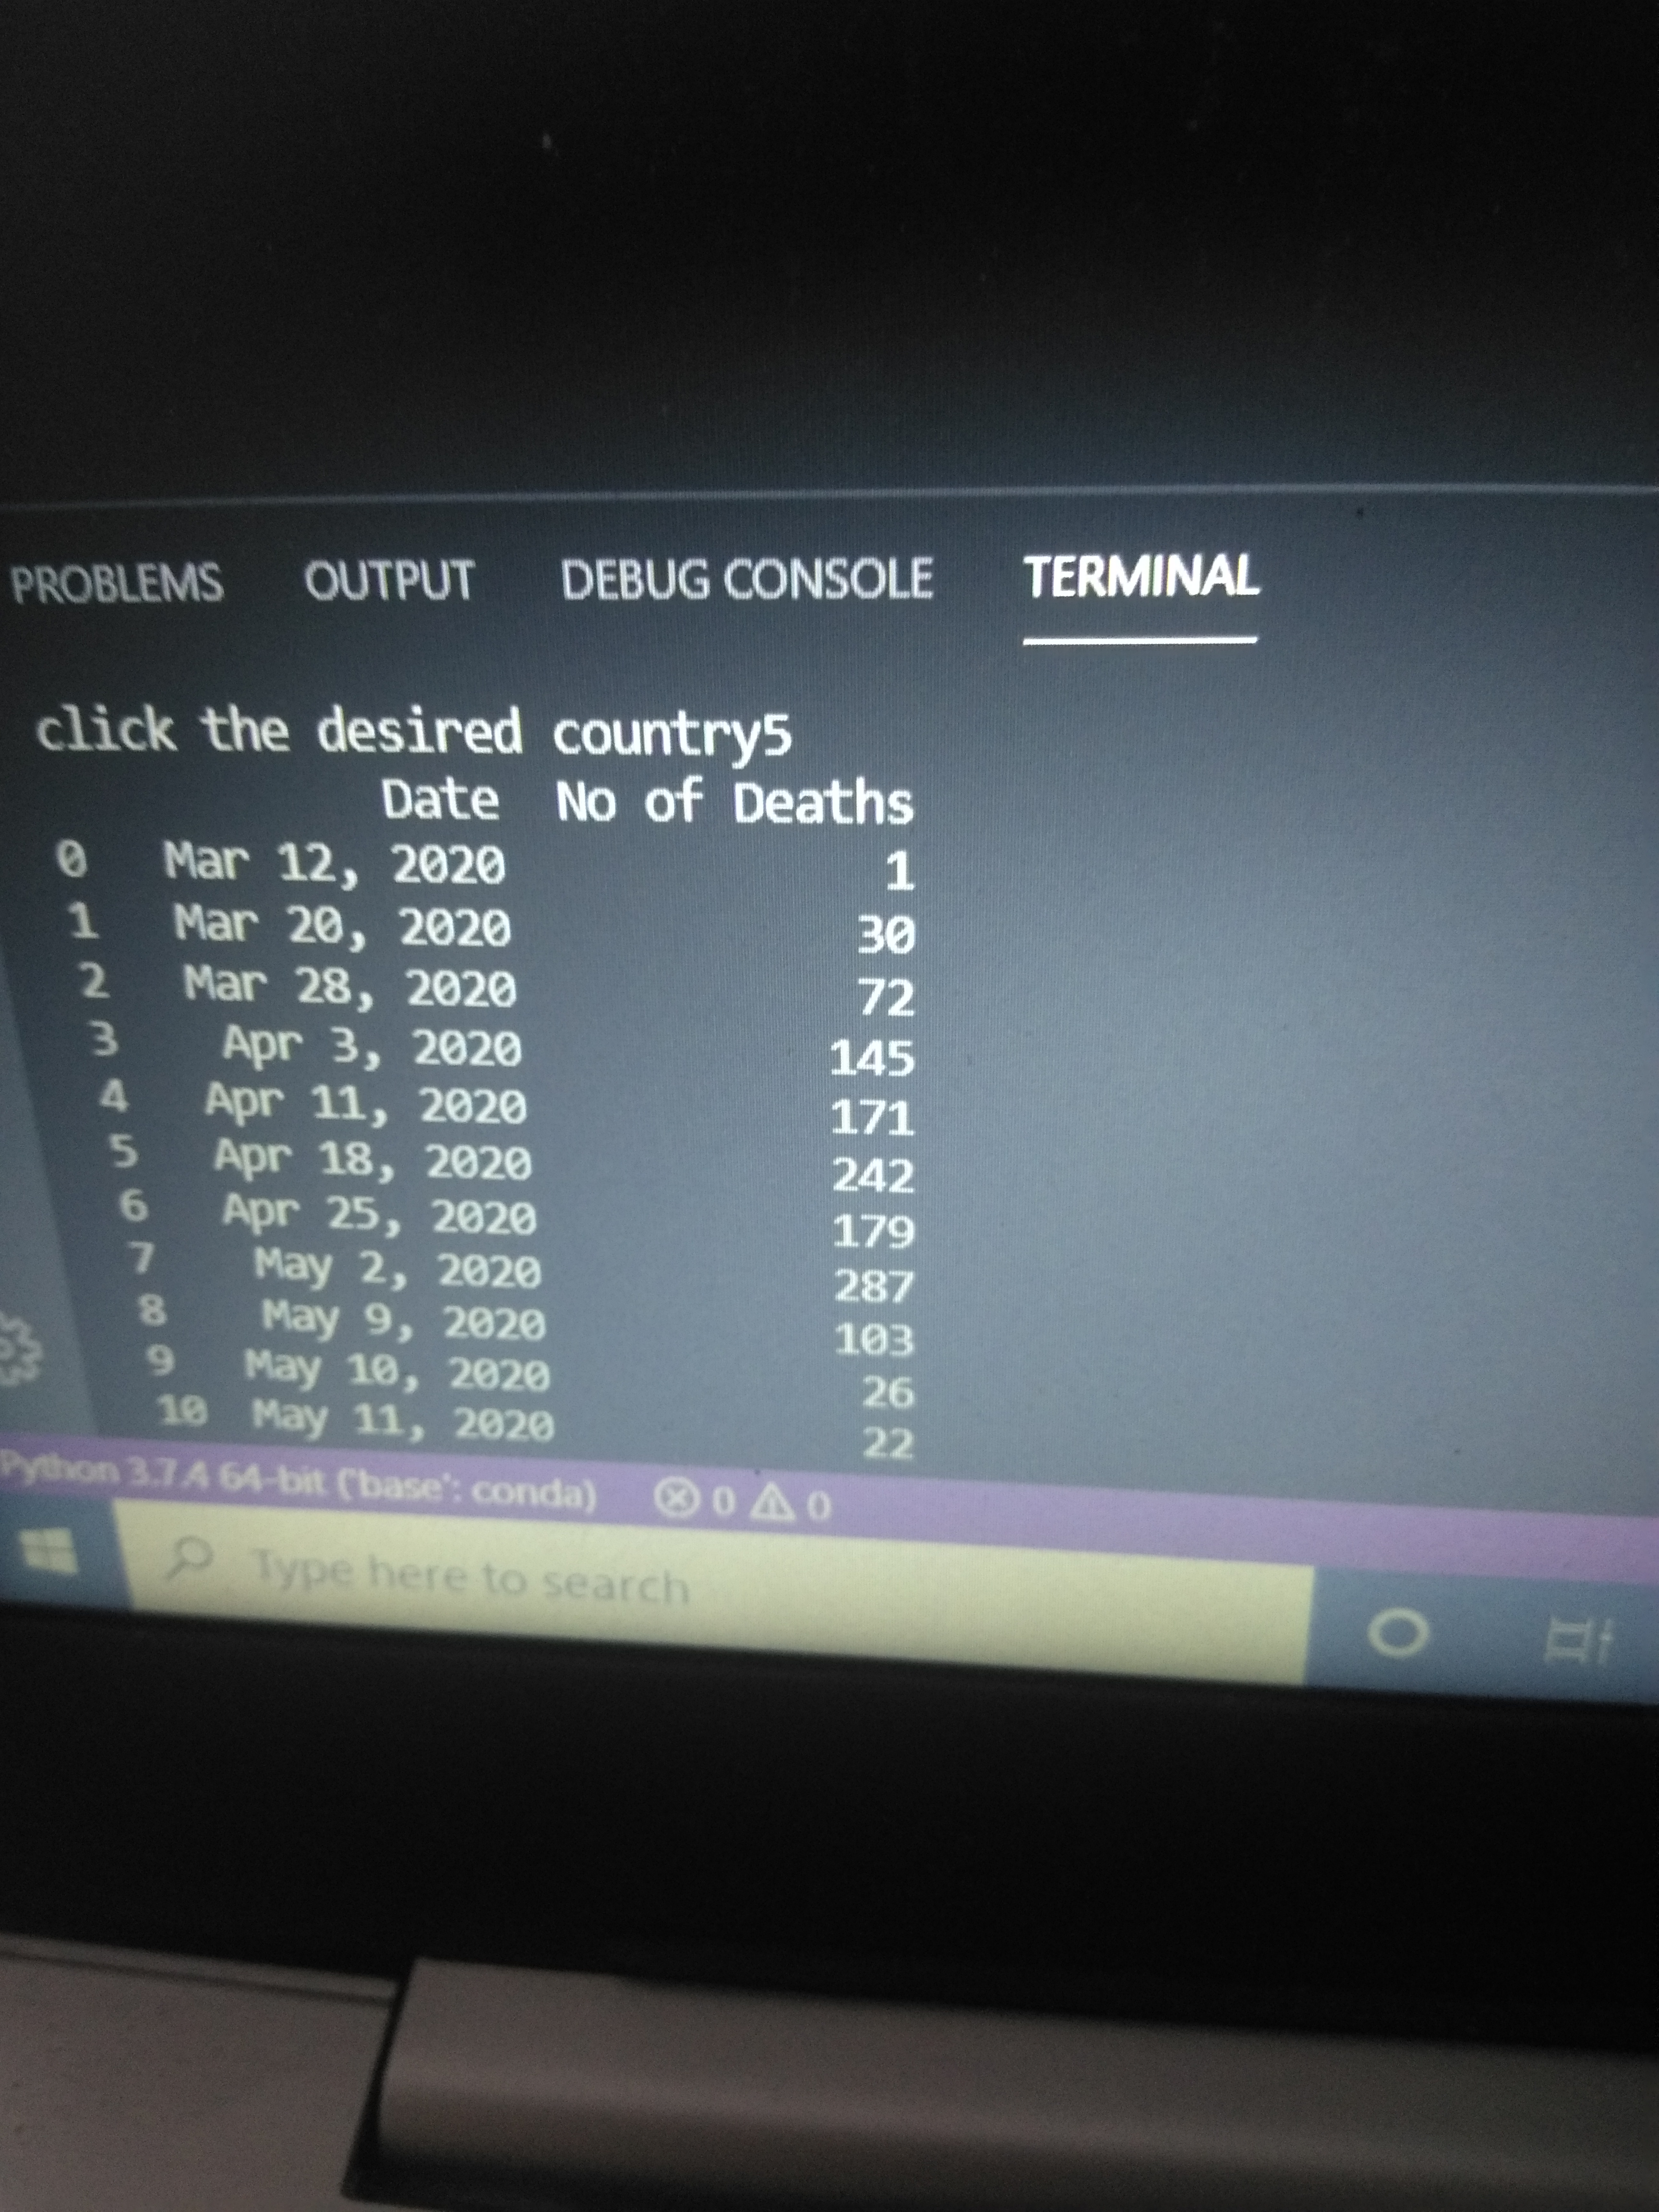 PROBLEMS OUTPUT DEBUG CONSOLE TERMINAL
click the desired country5
Date No of Deaths
0 Mar 12, 2020 1
1 Mar 20, 2020 30
2 Mar 28, 2020 72
3 Apr 3, 2020 145
4 Apr 11, 2020 171
5 Apr 18, 2020 242
6 Apr 25, 2020 179
7 May 2, 2020 287
8 May 9, 2020 103
9 May 10, 2020 26
10 May 11, 2020 22
Python 3.7.4 64-bit ('base': conda) 0 0
Type here to search